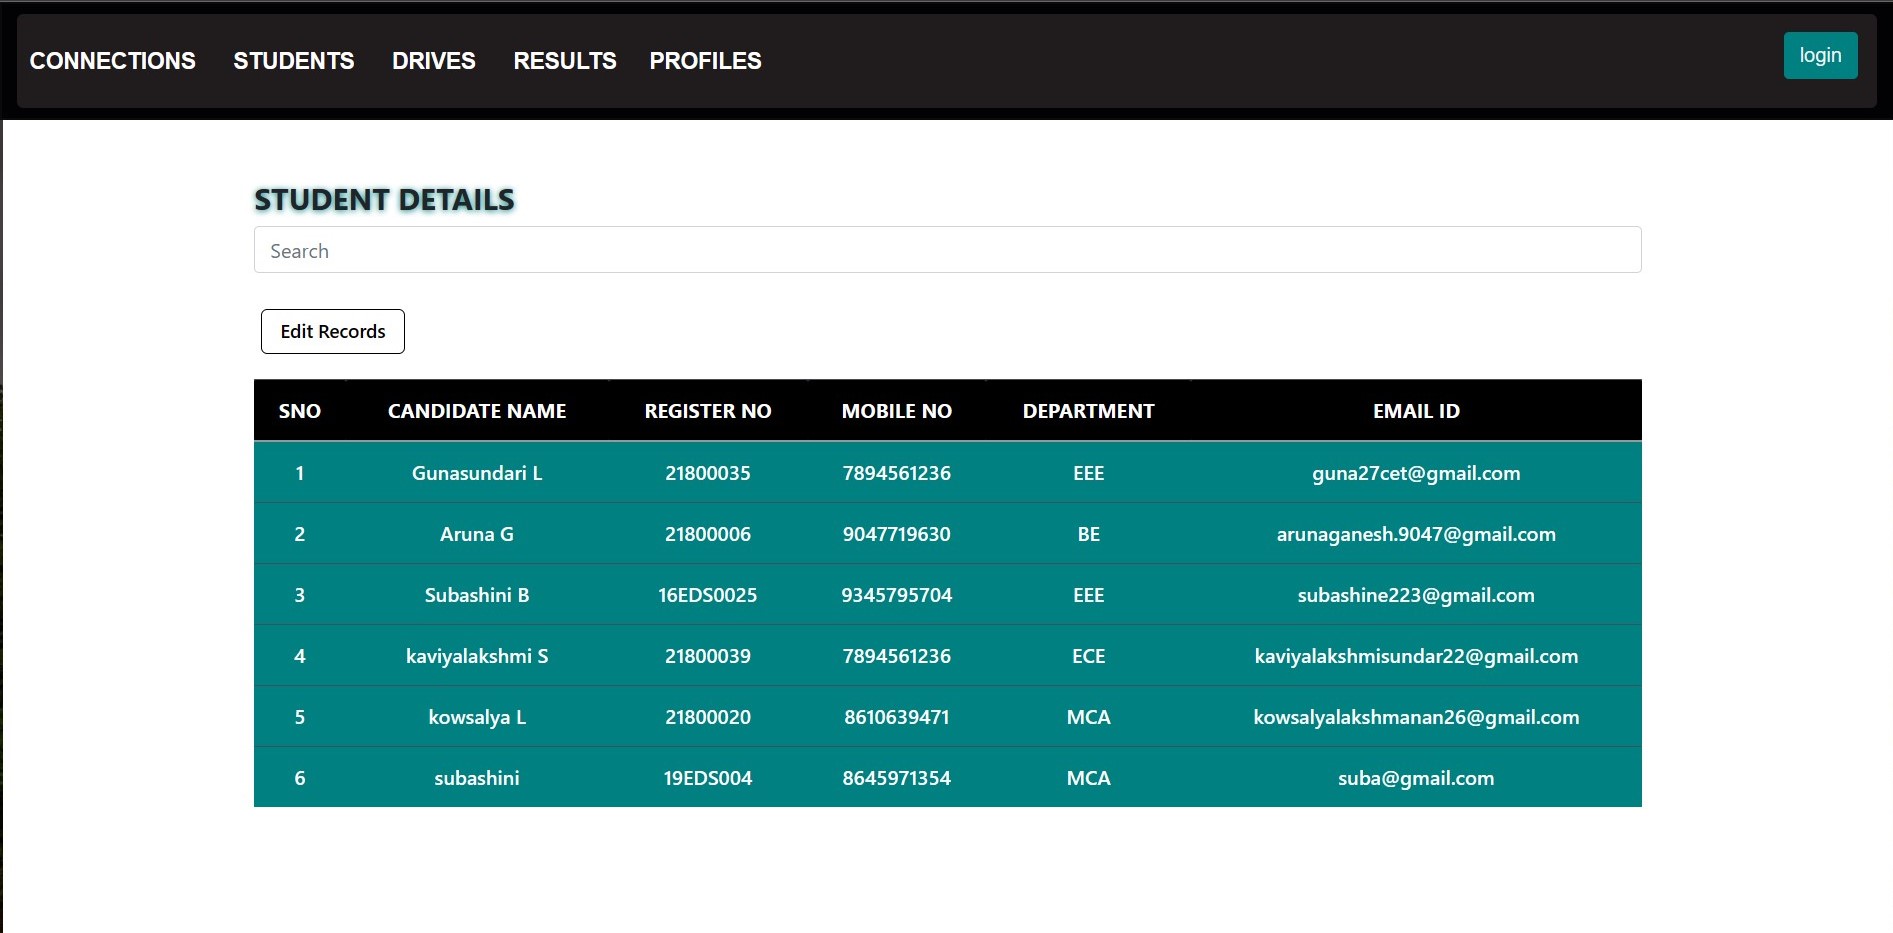 CONNECTIONS STUDENTS DRIVES RESULTS PROFILES login
STUDENT DETAILS
Search
Edit Records
SNO CANDIDATE NAME REGISTER NO MOBILE NO DEPARTMENT EMAIL ID
1 Gunasundari L 21800035 7894561236 EEE guna27cet@gmail.com
2 Aruna G 21800006 9047719630 BE arunaganesh.9047@gmail.com
3 Subashini B 16EDS0025 9345795704 EEE subashine223@gmail.com
4 kaviyalakshmi S 21800039 7894561236 ECE kaviyalakshmisundar22@gmail.com
5 kowsalya L 21800020 8610639471 MCA kowsalyalakshmanan26@gmail.com
6 subashini 19EDS004 8645971354 MCA suba@gmail.com